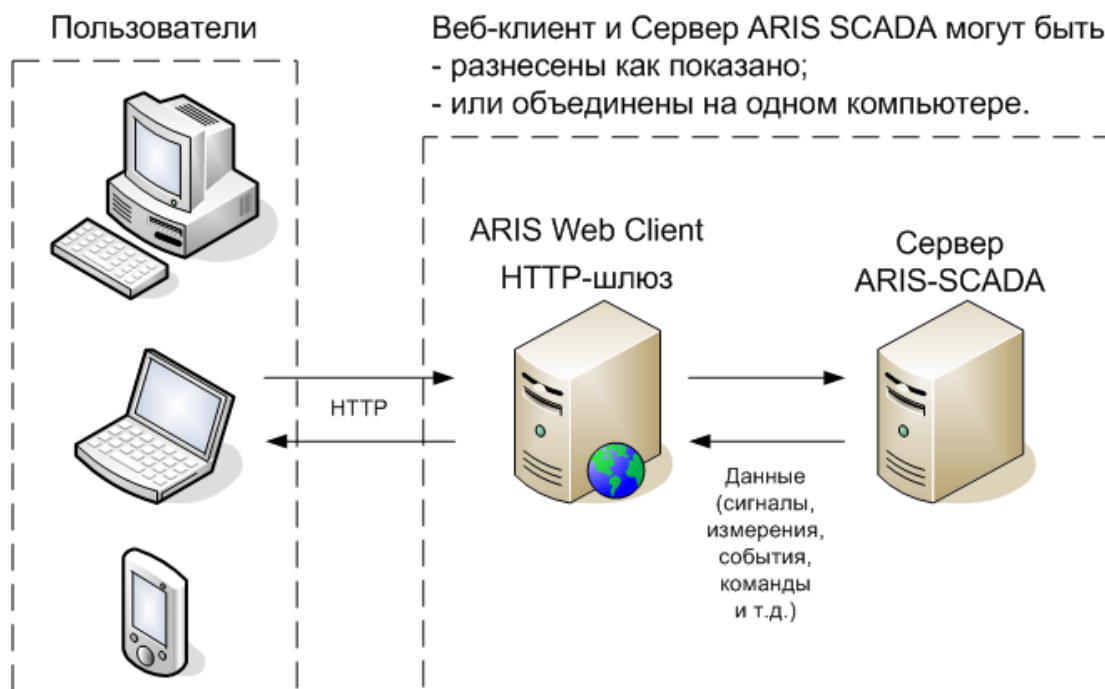 Пользователи
Веб-клиент и Сервер ARIS SCADA могут быть
- разнесены как показано;
- или объединены на одном компьютере.
ARIS Web Client
HTTP-шлюз
Сервер
ARIS-SCADA
HTTP
Данные
(сигналы,
измерения,
события,
команды
и т.д.)